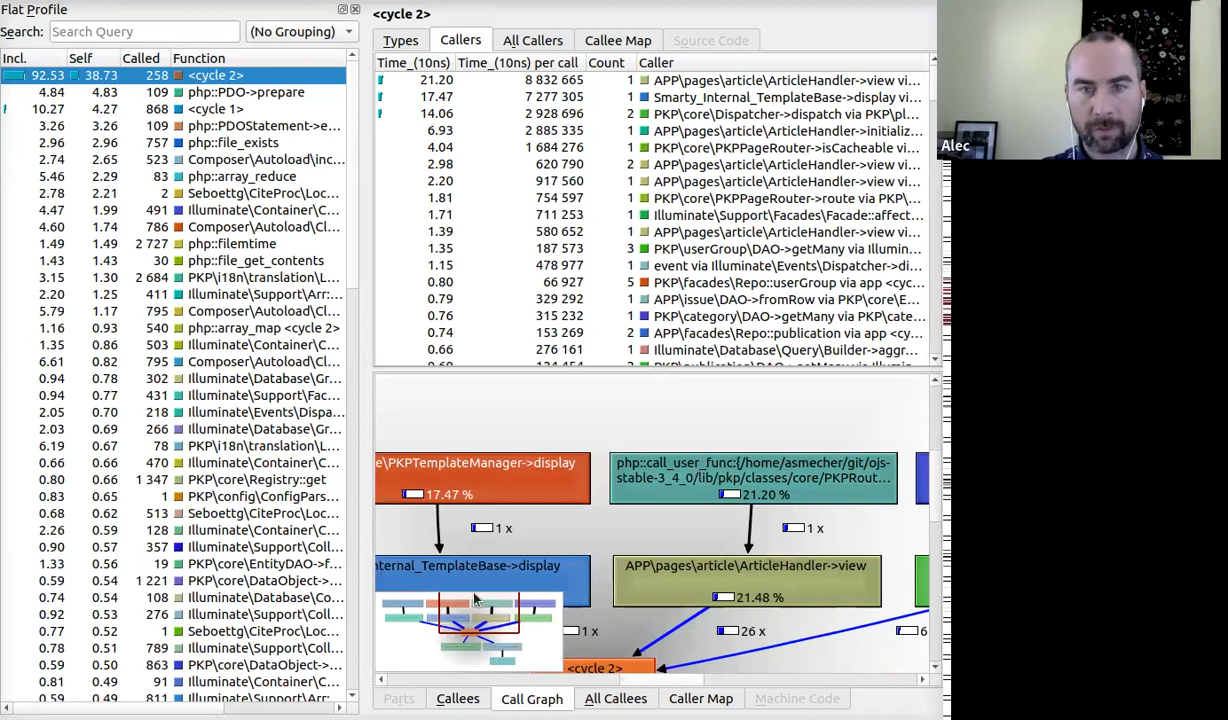 Flat Profile
Search: Search Query (No Grouping)
Incl. Self Called Function
92.53 38.73 258 <cycle 2>
4.84 4.83 109 php::PDO->prepare
10.27 4.27 868 <cycle 1>
3.26 3.26 109 php::PDOStatement->e...
2.96 2.96 757 php::file_exists
2.74 2.65 523 Composer\Autoload\inc...
5.46 2.29 83 php::array_reduce
2.78 2.21 2 Seboettg\CiteProc\Loc...
4.47 1.99 491 Illuminate\Container\C...
4.60 1.74 786 Composer\Autoload\Cl...
1.49 1.49 2 727 php::filemtime
1.43 1.43 30 php::file_get_contents
3.15 1.30 2 684 PKP\i18n\translation\L...
2.20 1.25 411 Illuminate\Support\Arr:...
5.79 1.17 795 Composer\Autoload\Cl...
1.16 0.93 540 php::array_map <cycle 2>
1.35 0.86 503 Illuminate\Container\C...
6.61 0.82 795 Composer\Autoload\Cl...
0.94 0.78 302 Illuminate\Database\Gr...
0.94 0.77 431 Illuminate\Support\Fac...
2.05 0.70 218 Illuminate\Events\Dispa...
2.03 0.69 266 Illuminate\Database\Gr...
6.19 0.67 78 PKP\i18n\translation\L...
0.66 0.66 470 Illuminate\Container\C...
0.80 0.66 1 347 PKP\core\Registry::get
0.83 0.65 1 PKP\config\ConfigPars...
0.68 0.62 513 Seboettg\CiteProc\Loc...
2.26 0.59 128 Illuminate\Container\C...
0.90 0.57 357 Illuminate\Support\Coll...
1.33 0.56 19 PKP\core\EntityDAO->f...
0.59 0.54 1 221 PKP\core\DataObject->...
0.74 0.54 108 Illuminate\Database\Co...
0.92 0.53 276 Illuminate\Support\Coll...
0.77 0.52 1 Seboettg\CiteProc\Loc...
0.78 0.51 789 Illuminate\Support\Coll...
0.59 0.50 863 PKP\core\DataObject->...
0.81 0.49 91 Illuminate\Container\C...
0.59 0.49 811 Illuminate\Support\Arr:...
<cycle 2>
Types Callers All Callers Callee Map Source Code
Time_(10ns) Time_(10ns) per call Count Caller
21.20 8 832 665 1 APP\pages\article\ArticleHandler->view vi...
17.47 7 277 305 1 Smarty_Internal_TemplateBase->display vi...
14.06 2 928 696 2 PKP\core\Dispatcher->dispatch via PKP\pl...
6.93 2 885 335 1 APP\pages\article\ArticleHandler->initializ...
4.04 1 684 276 1 PKP\core\PKPPageRouter->isCacheable vi...
2.98 620 790 2 APP\pages\article\ArticleHandler->view vi...
2.20 917 560 1 APP\pages\article\ArticleHandler->view vi...
1.81 754 597 1 PKP\core\PKPPageRouter->route via PKP\...
1.71 711 253 1 Illuminate\Support\Facades\Facade::affect...
1.39 580 652 1 APP\pages\article\ArticleHandler->view vi...
1.35 187 573 3 PKP\userGroup\DAO->getMany via Illumin...
1.15 478 977 1 event via Illuminate\Events\Dispatcher->di...
0.80 66 927 5 PKP\facades\Repo::userGroup via app <cyc...
0.79 329 292 1 APP\issue\DAO->fromRow via PKP\core\E...
0.76 315 232 1 PKP\category\DAO->getMany via PKP\cate...
0.74 153 269 2 APP\facades\Repo::publication via app <cy...
0.66 276 161 1 Illuminate\Database\Query\Builder->aggr...
e\PKPTemplateManager->display
17.47 %
php::call_user_func:{/home/asmecher/git/ojs-
stable-3_4_0/lib/pkp/classes/core/PKPRout...
21.20 %
1 x
1 x
nternal_TemplateBase->display
APP\pages\article\ArticleHandler->view
21.48 %
1 x
26 x
6
<cycle 2>
Parts Callees Call Graph All Callees Caller Map Machine Code
Alec